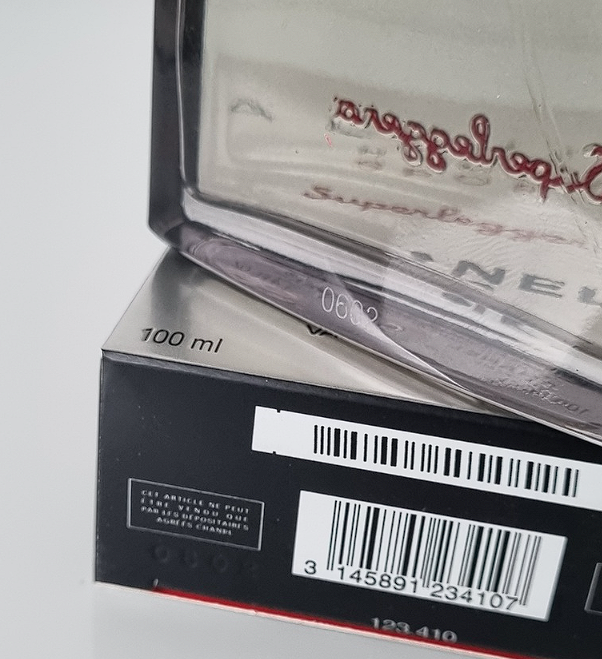 Superleggera
Superleggera
0602
100 ml
CET ARTICLE NE PEUT
ÊTRE VENDU QUE
PAR LES DÉPOSITAIRES
AGRÉÉS CHANEL
3 145891 234107
123.410